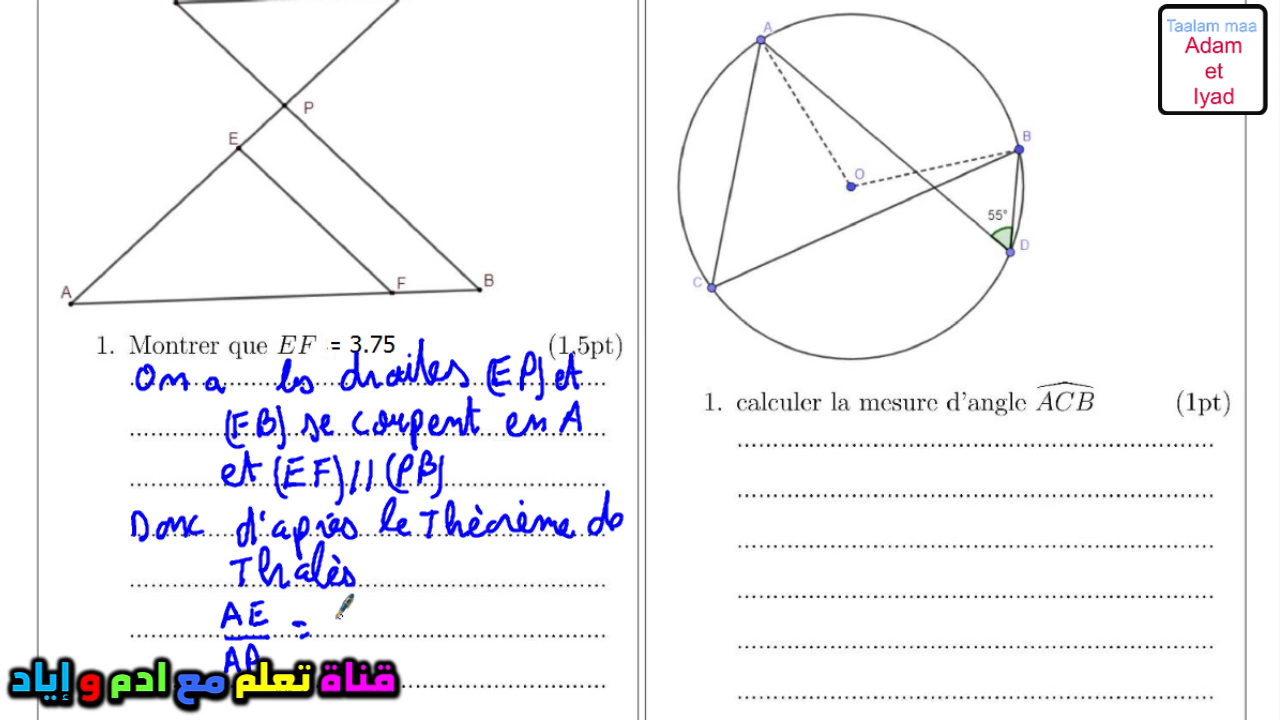 P
E
A
F
B
1. Montrer que EF = 3.75 (1,5pt)
On a les droites (EP) et
(FB) se coupent en A
et (EF) // (PB)
Donc d'après le Théorème de
Thalès
AE/AP =
قناة تعلم مع ادم و إياد
A
B
O
55°
D
C
1. calculer la mesure d'angle ACB (1pt)
Taalam maa
Adam
et
Iyad